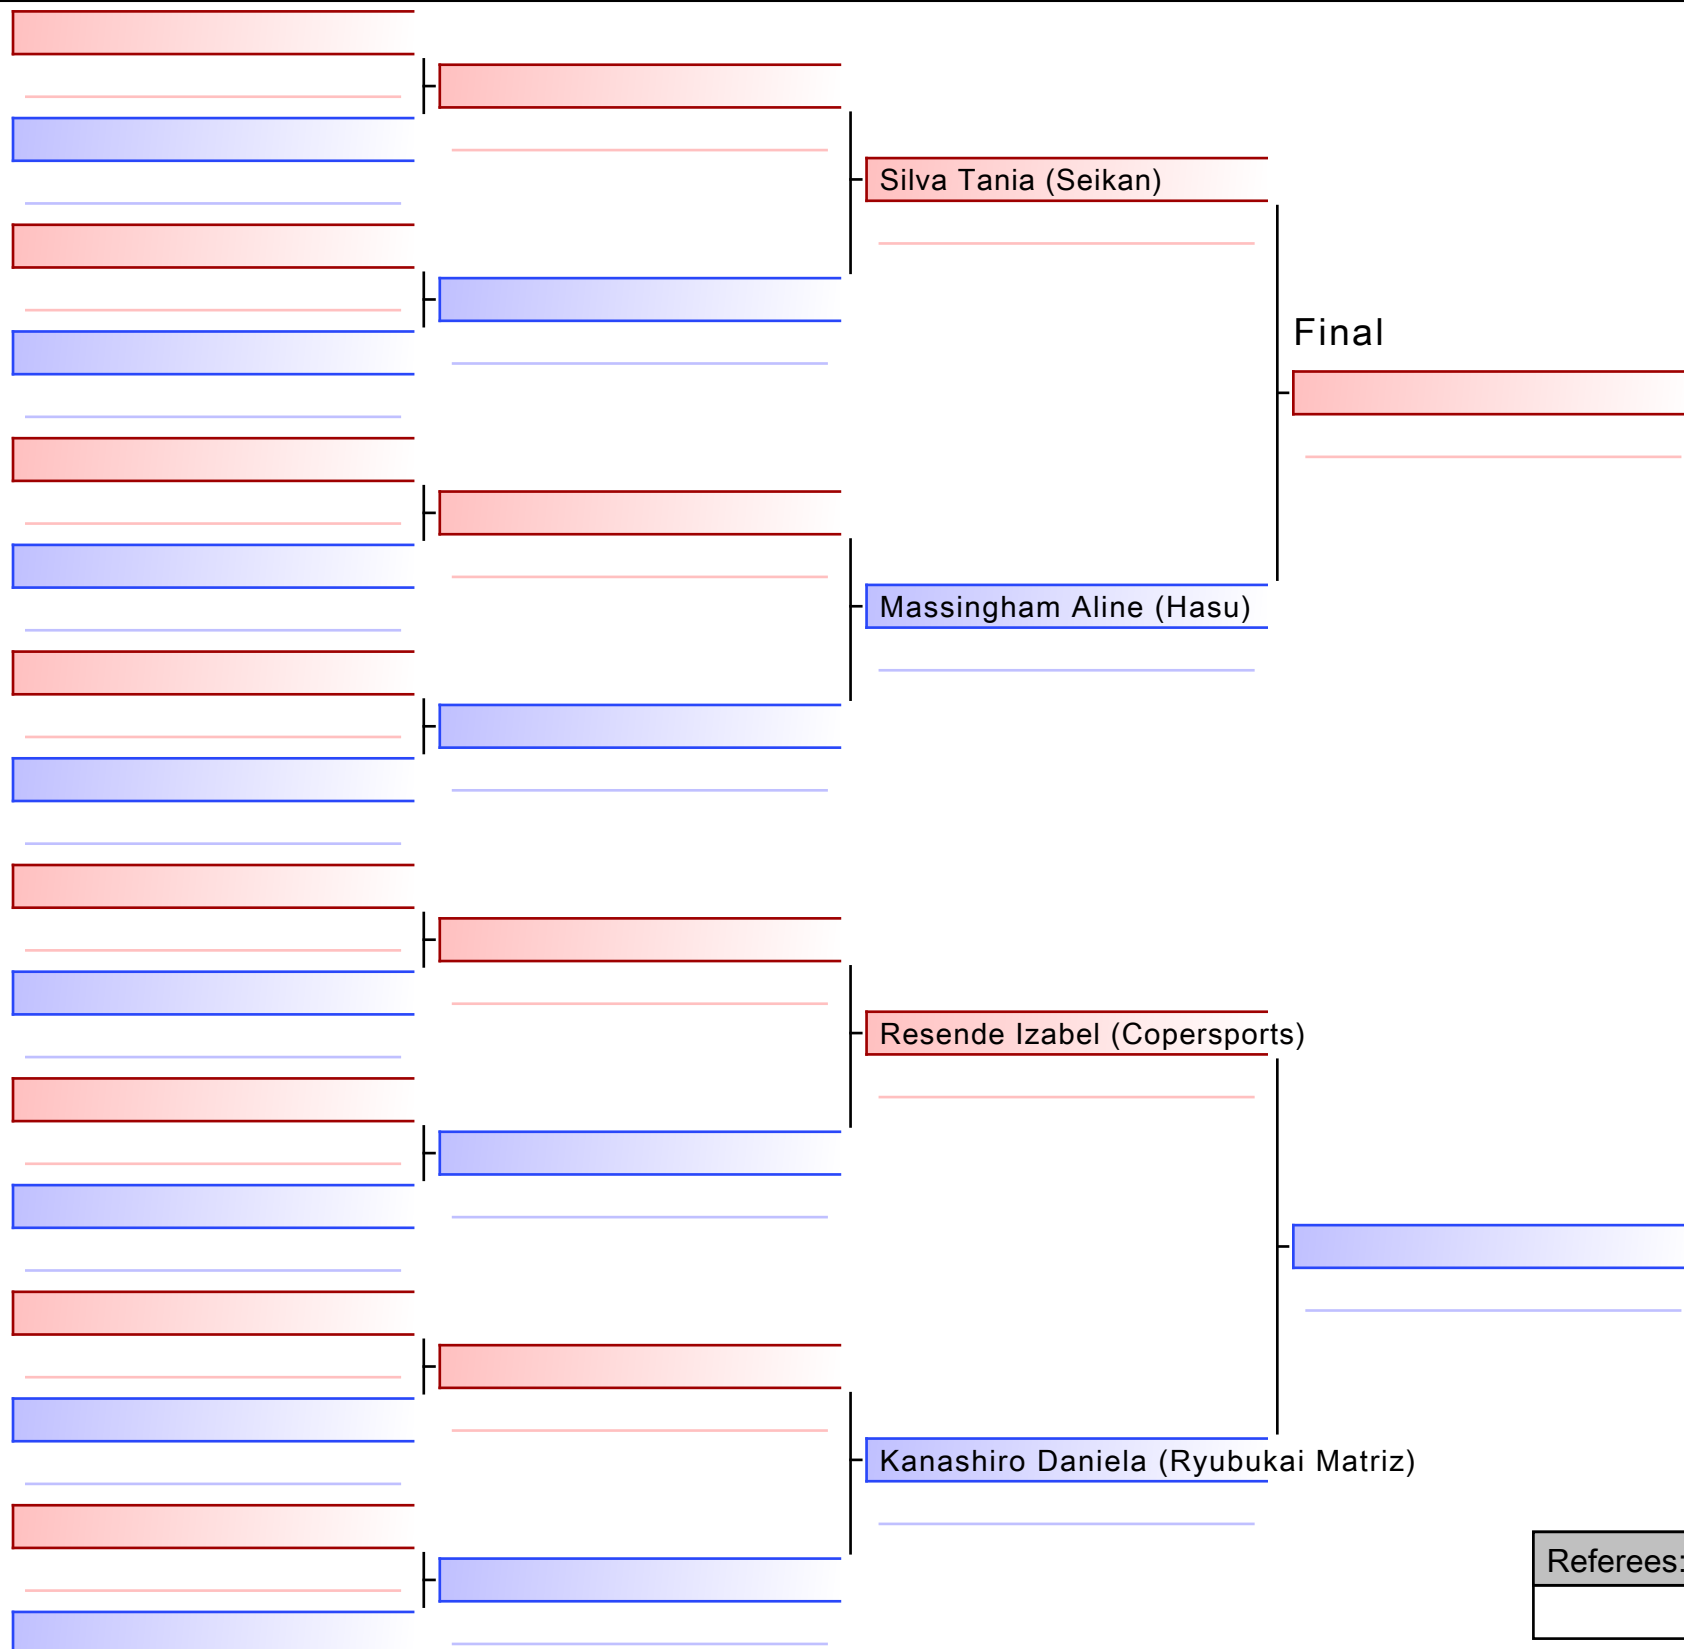 Silva Tania (Seikan)
Final
Massingham Aline (Hasu)
Resende Izabel (Copersports)
Kanashiro Daniela (Ryubukai Matriz)
Referees: